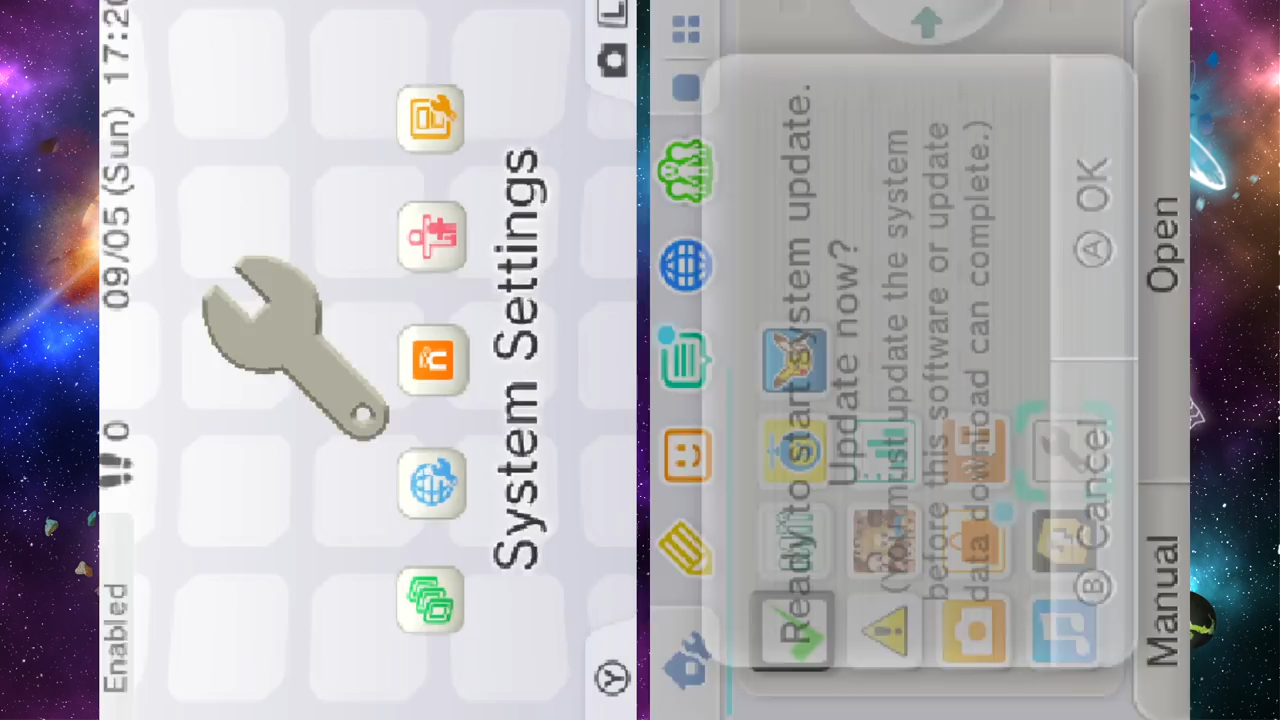 Enabled 0 09/05 (Sun) 17:20
System Settings
Y
L
Ready to start system update.
Update now?
(You must update the system
before this software or update
data download can complete.)
B Cancel
A OK
Manual
Open